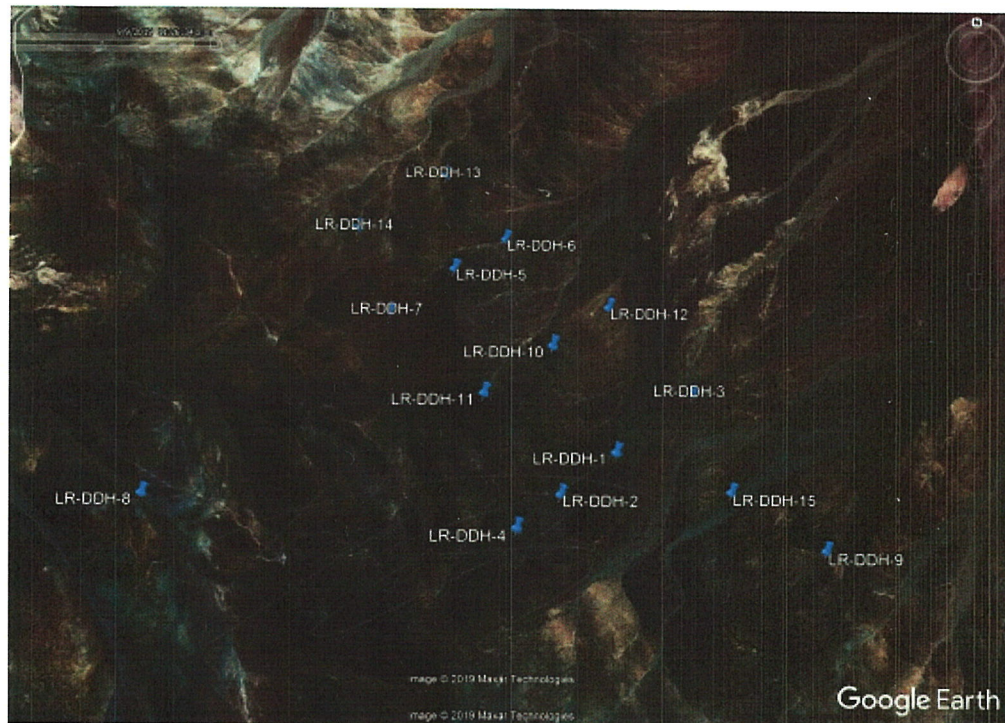 N
LR-DDH-13
LR-DDH-14
LR-DDH-6
LR-DDH-5
LR-DDH-7
LR-DDH-12
LR-DDH-10
LR-DDH-3
LR-DDH-11
LR-DDH-1
LR-DDH-8
LR-DDH-2
LR-DDH-15
LR-DDH-4
LR-DDH-9
Image © 2019 Maxar Technologies
Google Earth
Image © 2019 Maxar Technologies